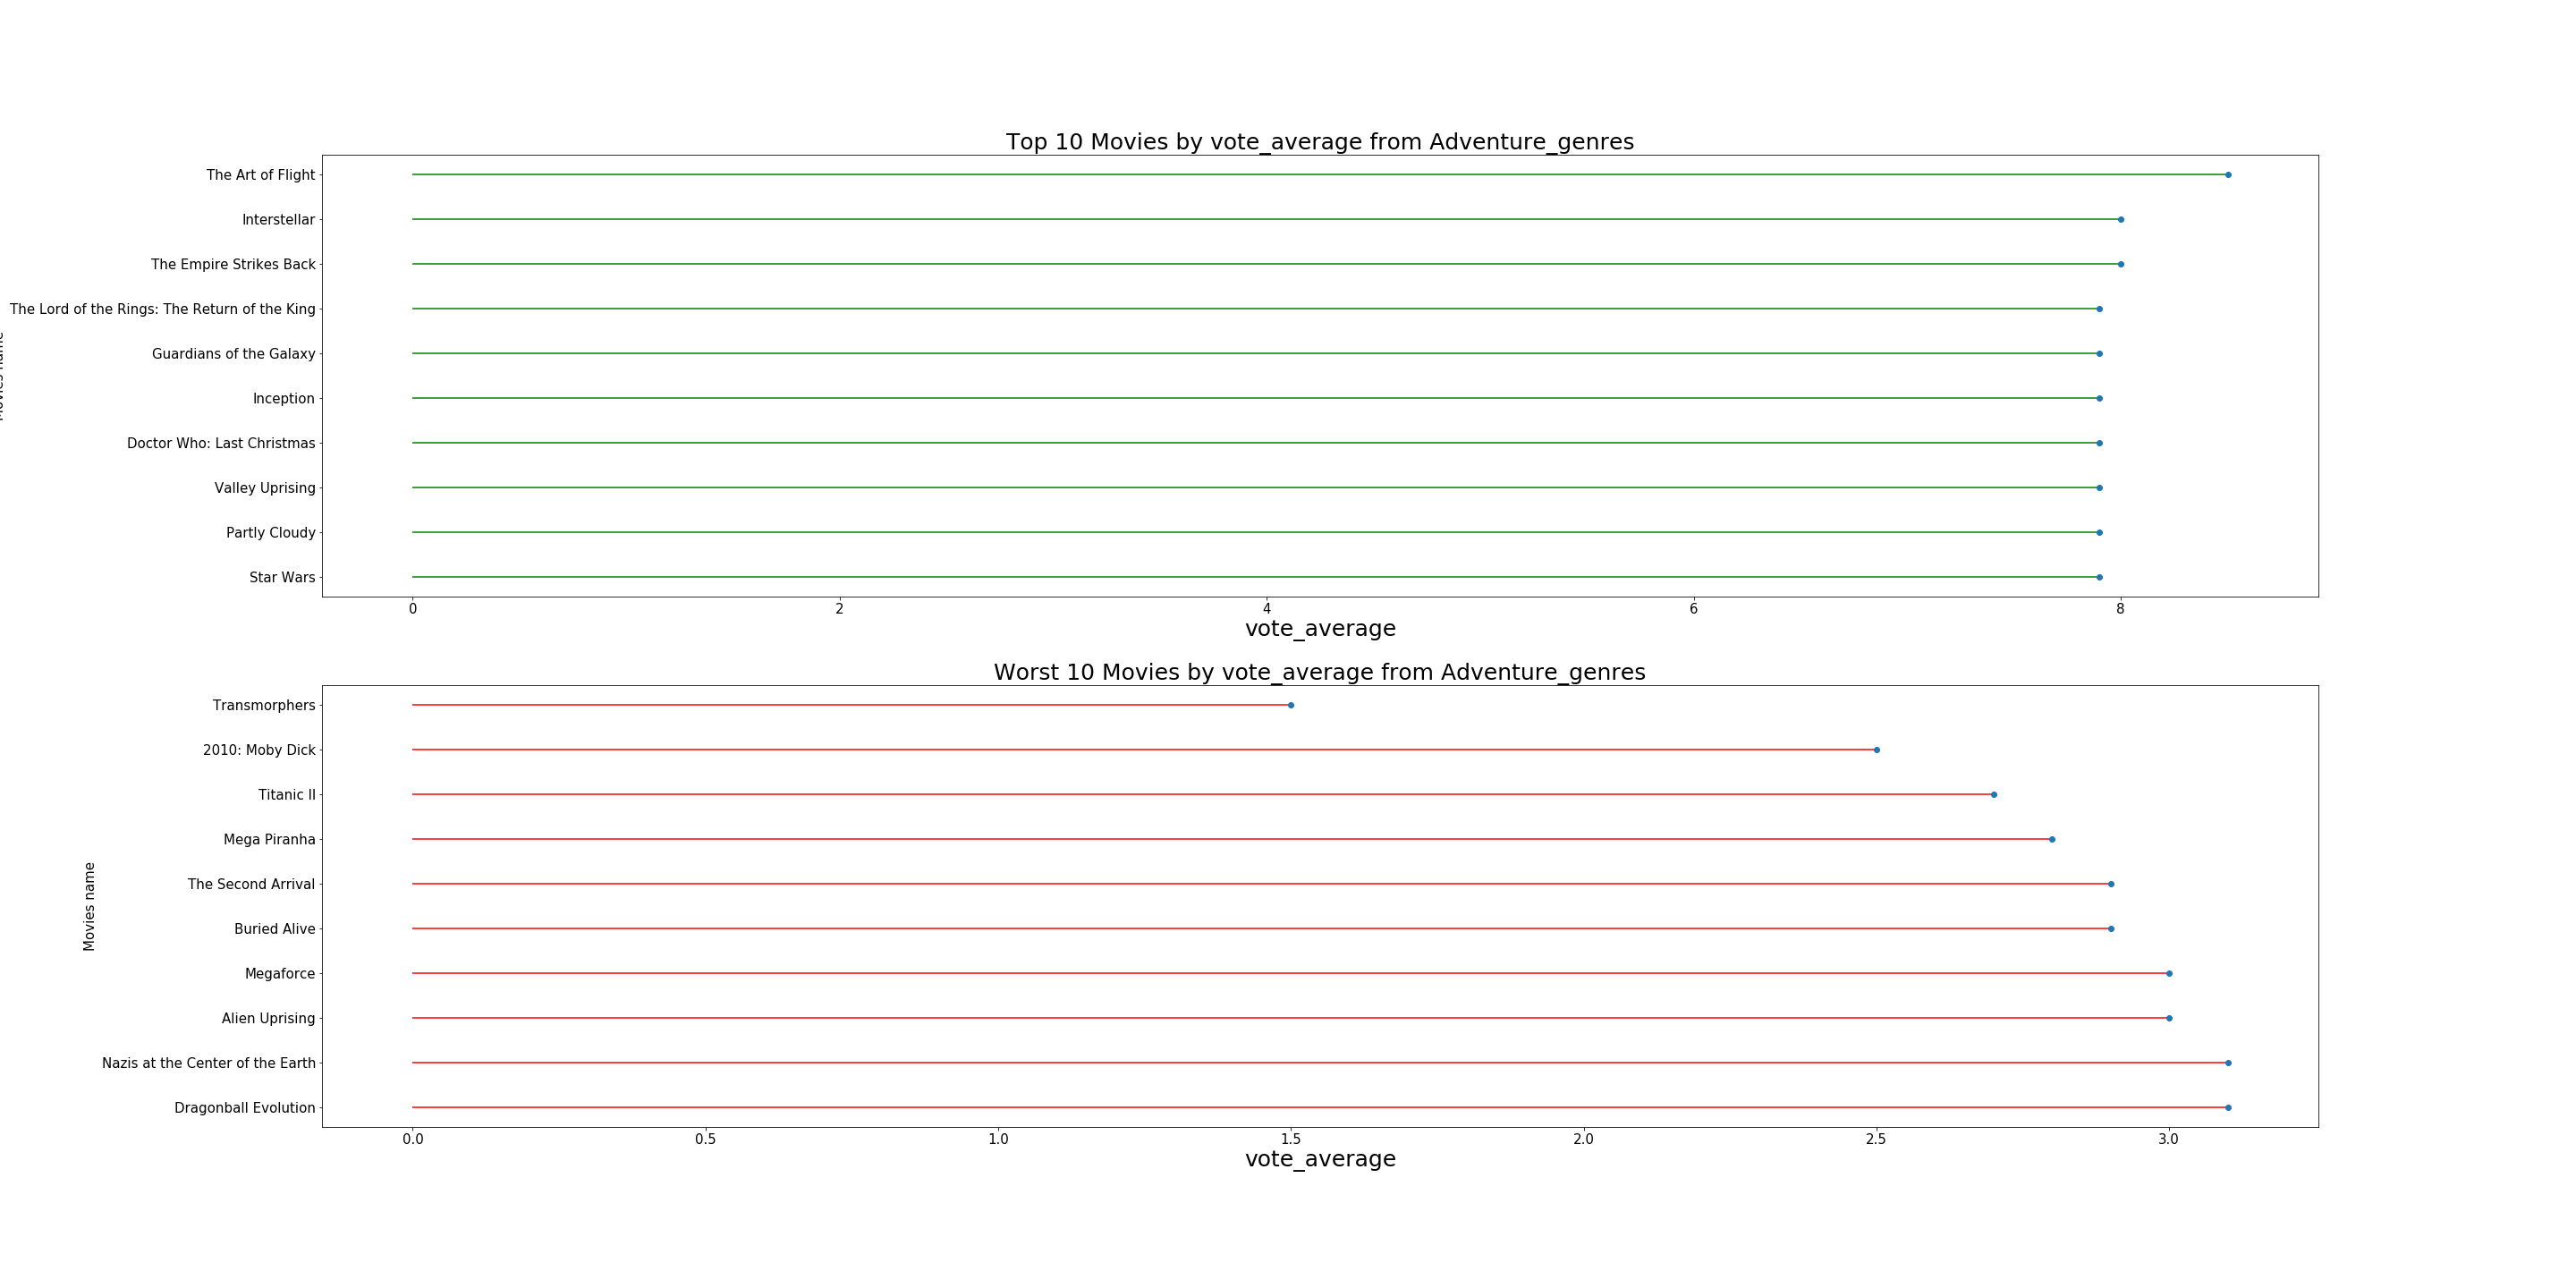 Top 10 Movies by vote_average from Adventure_genres
The Art of Flight
Interstellar
The Empire Strikes Back
The Lord of the Rings: The Return of the King
Guardians of the Galaxy
Inception
Doctor Who: Last Christmas
Valley Uprising
Partly Cloudy
Star Wars
0 2 4 6 8
vote_average
Worst 10 Movies by vote_average from Adventure_genres
Movies name
Transmorphers
2010: Moby Dick
Titanic II
Mega Piranha
The Second Arrival
Buried Alive
Megaforce
Alien Uprising
Nazis at the Center of the Earth
Dragonball Evolution
0.0 0.5 1.0 1.5 2.0 2.5 3.0
vote_average